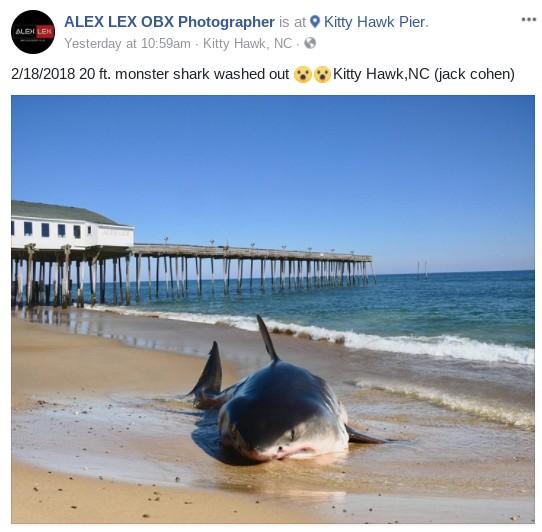 ALEX LEX
ALEX LEX OBX Photographer is at Kitty Hawk Pier.
Yesterday at 10:59am · Kitty Hawk, NC ·
2/18/2018 20 ft. monster shark washed out 😮😮Kitty Hawk,NC (jack cohen)